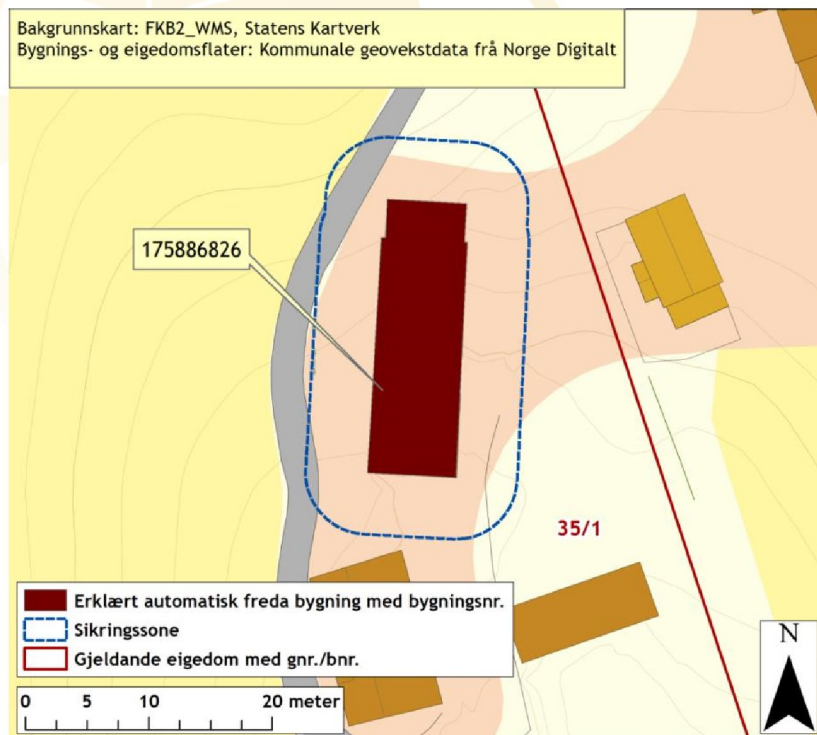 Bakgrunnskart: FKB2_WMS, Statens Kartverk
Bygnings- og eigedomsflater: Kommunale geovekstdata frå Norge Digitalt
175886826
35/1
Erklært automatisk freda bygning med bygningsnr.
Sikringssone
Gjeldande eigedom med gnr./bnr.
N
0 5 10 20 meter